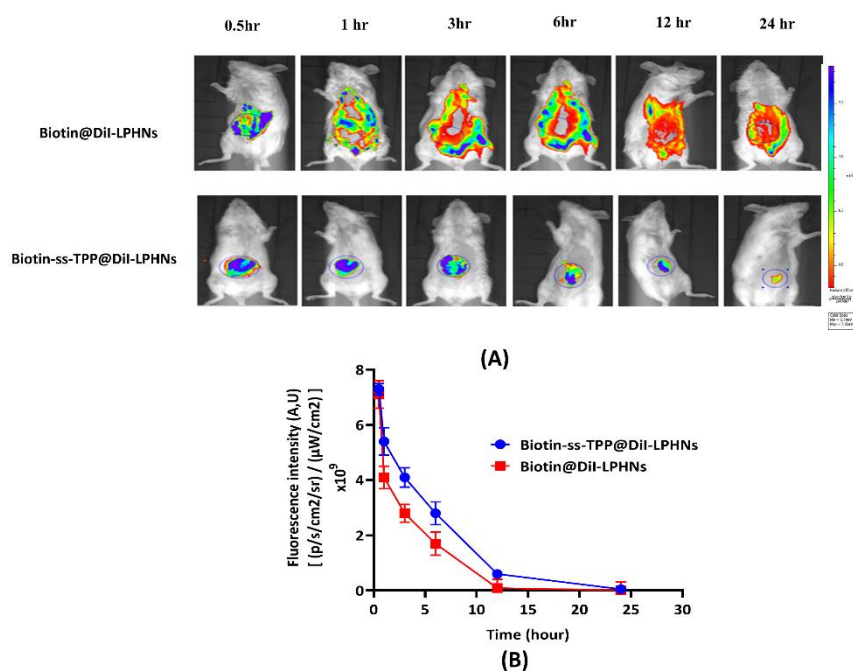 0.5hr 1 hr 3hr 6hr 12 hr 24 hr
Biotin@DiI-LPHNs
Biotin-ss-TPP@DiI-LPHNs
(A)
Fluorescence intensity (A,U)
[ (p/s/cm2/sr) / (µW/cm2) ]
x10⁹
8
6
4
2
0
Biotin-ss-TPP@DiI-LPHNs
Biotin@DiI-LPHNs
0 5 10 15 20 25 30
Time (hour)
(B)